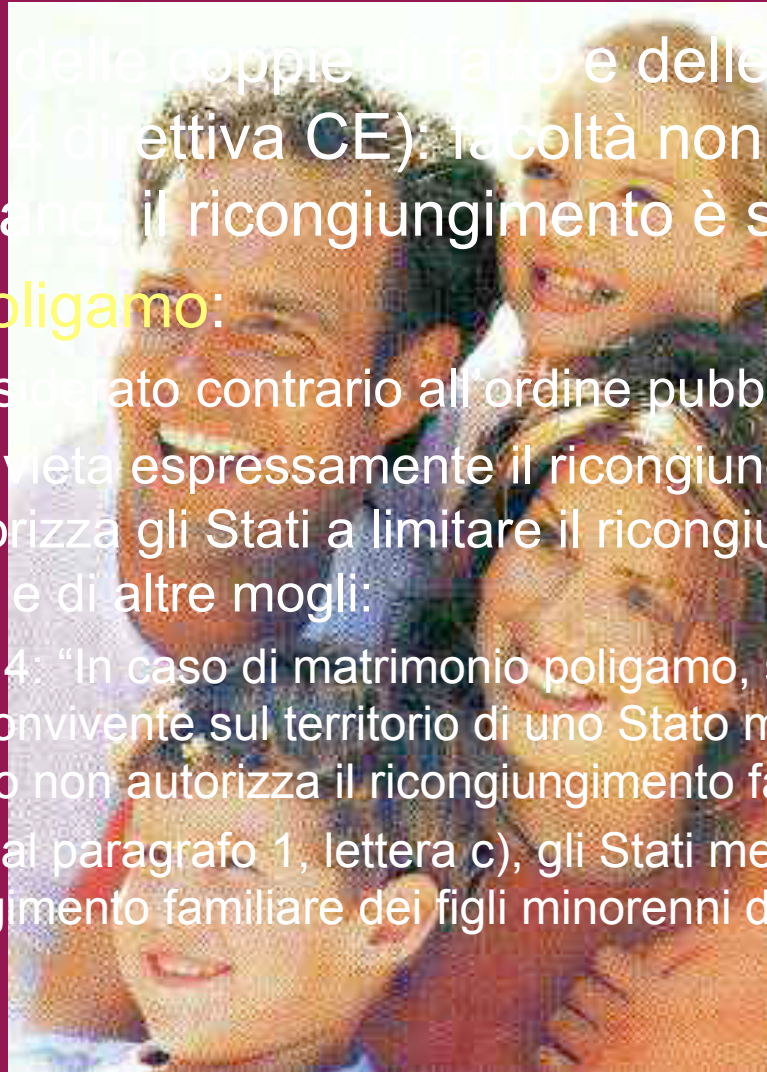 delle coppie di fatto e delle
4 direttiva CE): facoltà non
ano, il ricongiungimento è s
oligamo:
siderato contrario all'ordine pubb
vieta espressamente il ricongiun
orizza gli Stati a limitare il ricongiu
e di altre mogli:
4: “In caso di matrimonio poligamo, s
onvivente sul territorio di uno Stato m
o non autorizza il ricongiungimento fa
al paragrafo 1, lettera c), gli Stati me
gimento familiare dei figli minorenni d